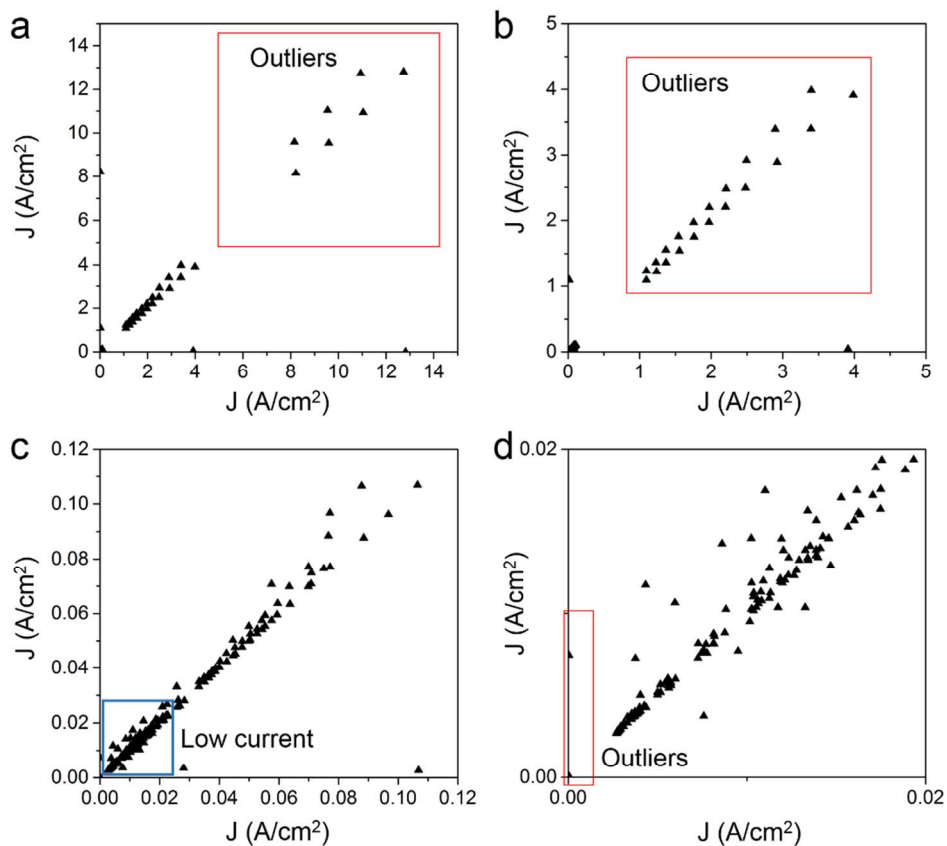 a
Outliers
14
12
10
8
6
4
2
0
0 2 4 6 8 10 12 14
J (A/cm²)
J (A/cm²)
b
Outliers
5
4
3
2
1
0
0 1 2 3 4 5
J (A/cm²)
J (A/cm²)
c
Low current
0.12
0.10
0.08
0.06
0.04
0.02
0.00
0.00 0.02 0.04 0.06 0.08 0.10 0.12
J (A/cm²)
J (A/cm²)
d
Outliers
0.02
0.00
0.00 0.02
J (A/cm²)
J (A/cm²)